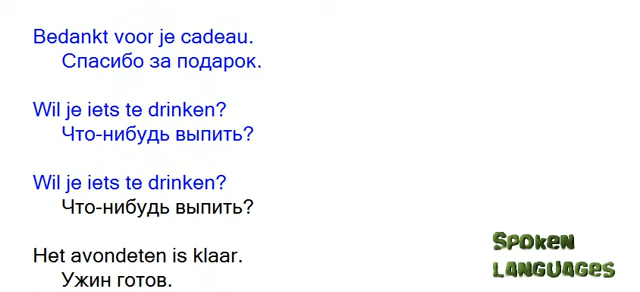 Bedankt voor je cadeau.
Спасибо за подарок.
Wil je iets te drinken?
Что-нибудь выпить?
Wil je iets te drinken?
Что-нибудь выпить?
Het avondeten is klaar.
Ужин готов.
SPOKEN
LANGUAGES